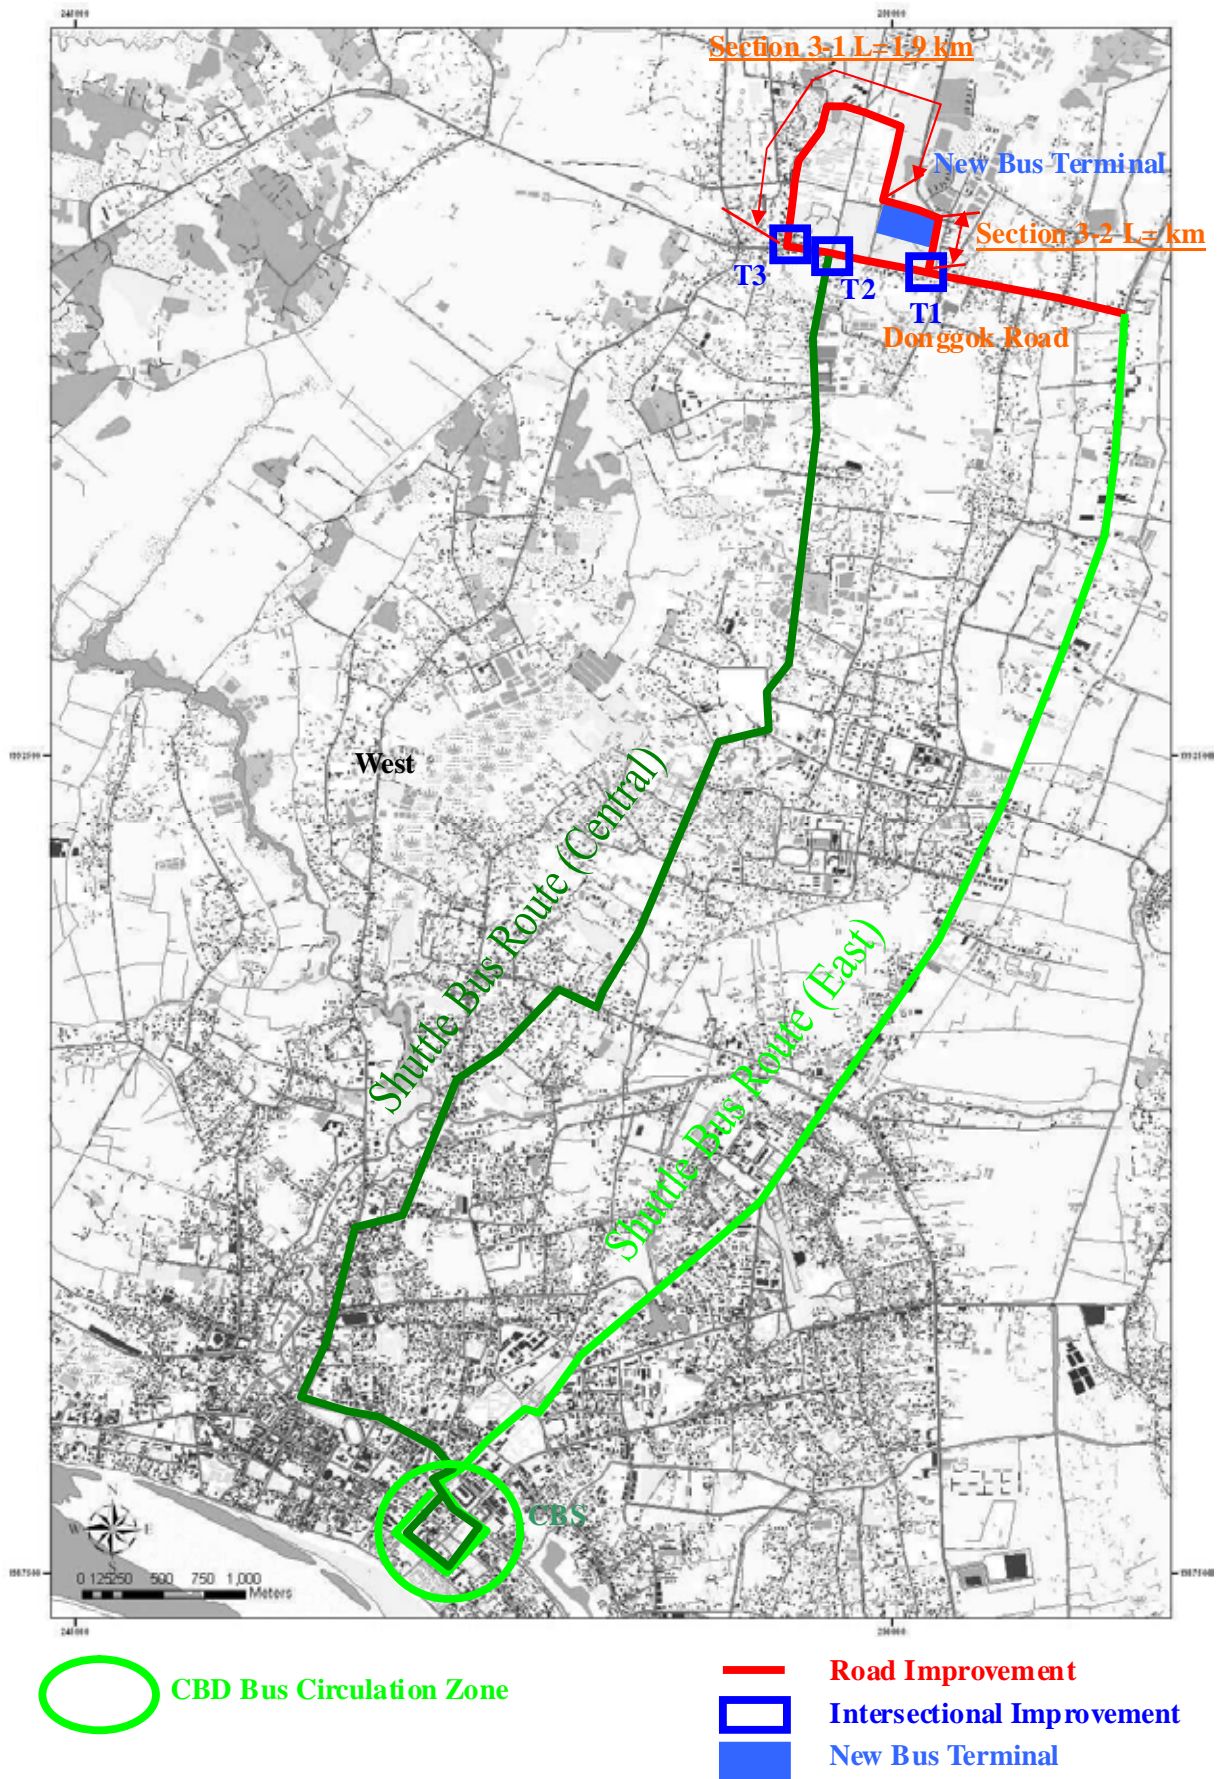 Section 3-1 L=1.9 km
New Bus Terminal
Section 3-2 L= km
T3
T2
T1
Donggok Road
West
Shuttle Bus Route (Central)
Shuttle Bus Route (East)
CBS
N
W E
S
0 125 250 500 750 1,000
Meters
CBD Bus Circulation Zone
Road Improvement
Intersectional Improvement
New Bus Terminal